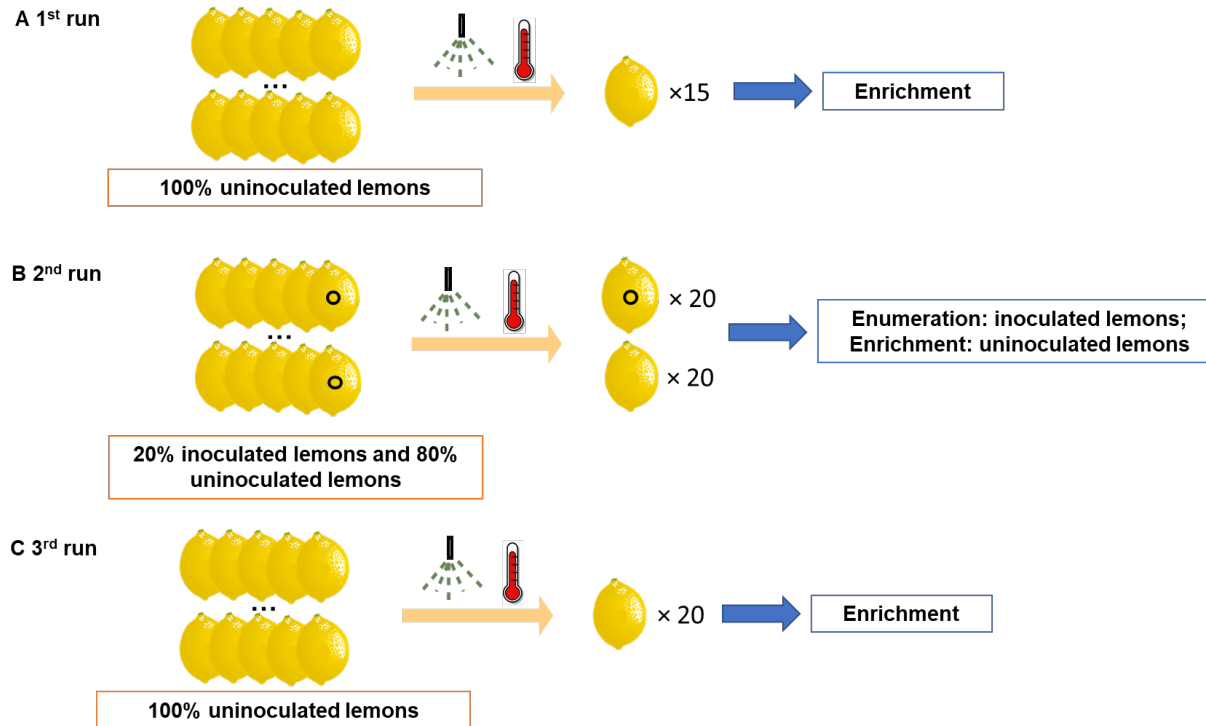 A 1st run
...
×15
Enrichment
100% uninoculated lemons
B 2nd run
...
× 20
× 20
Enumeration: inoculated lemons;
Enrichment: uninoculated lemons
20% inoculated lemons and 80%
uninoculated lemons
C 3rd run
...
× 20
Enrichment
100% uninoculated lemons